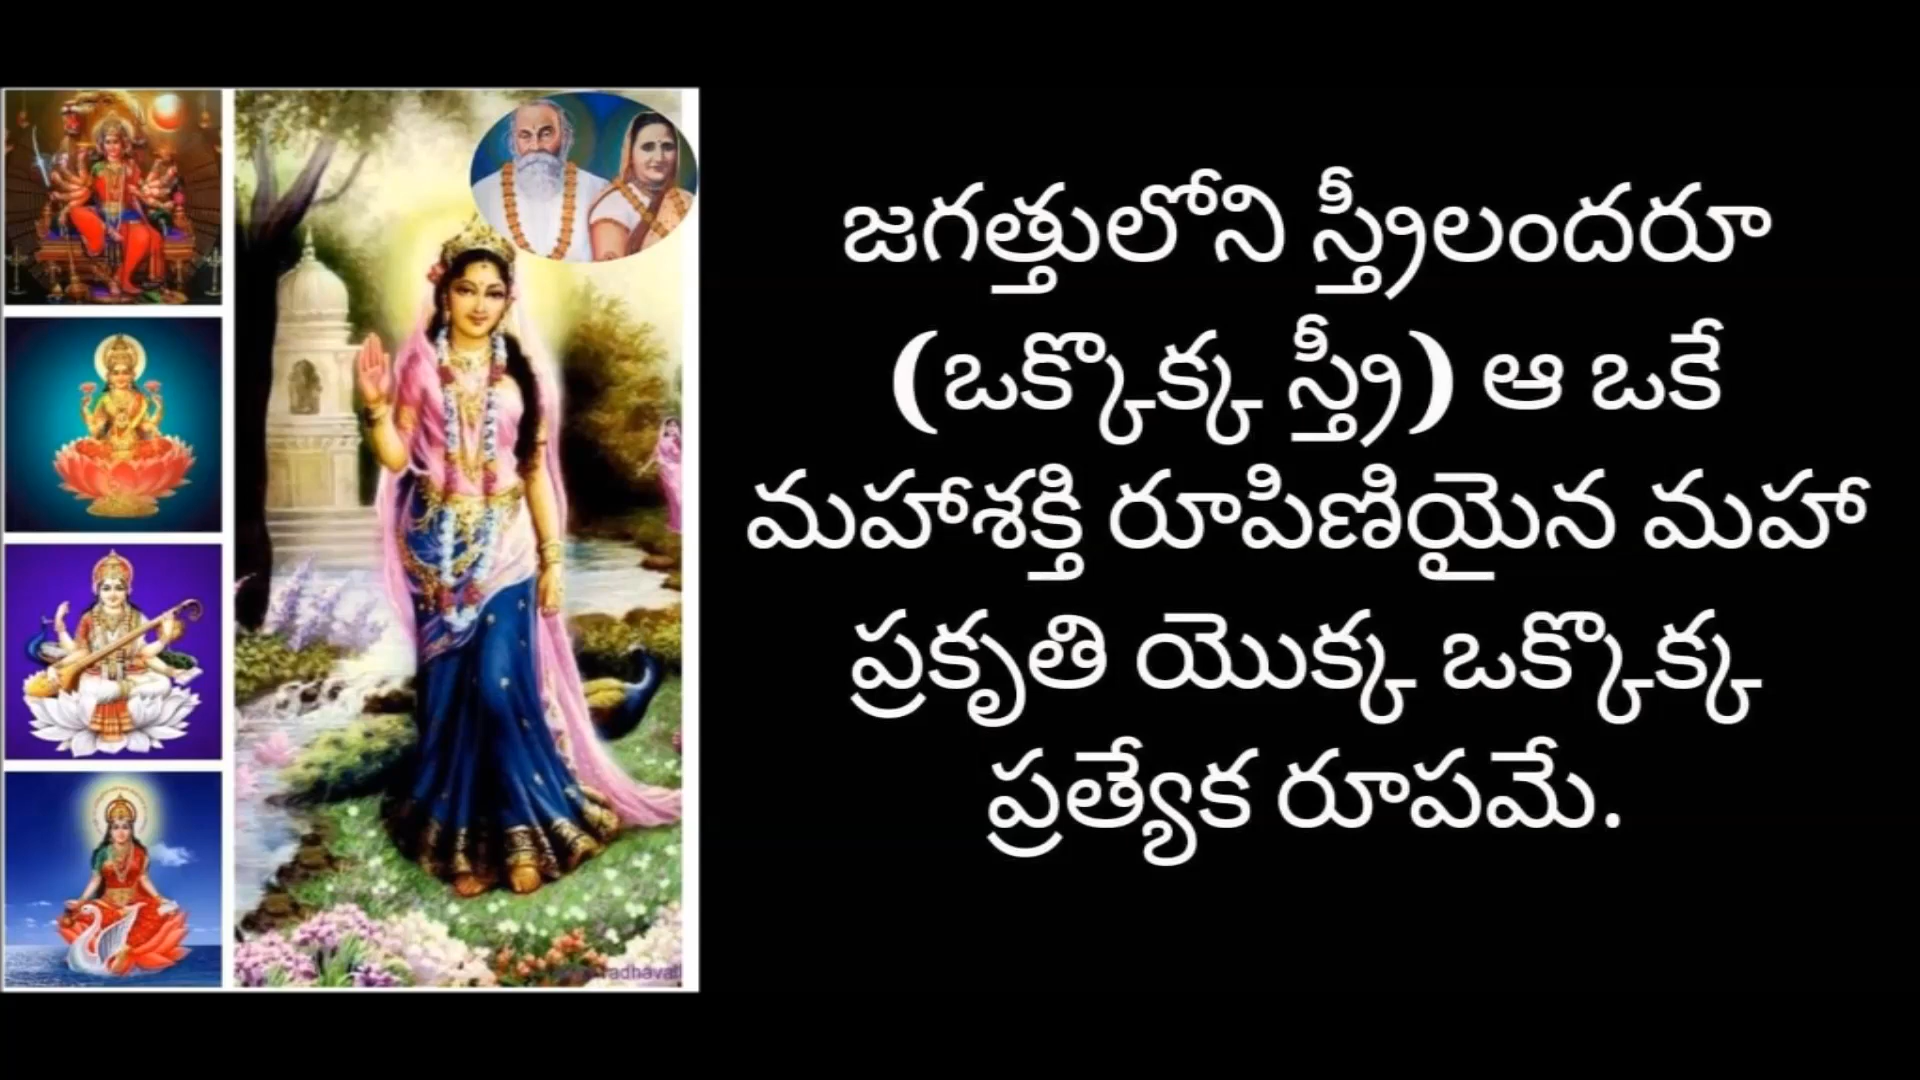 జగత్తులోని స్త్రీలందరూ
(ఒక్కొక్క స్త్రీ) ఆ ఒకే
మహాశక్తి రూపిణియైన మహా
ప్రకృతి యొక్క ఒక్కొక్క
ప్రత్యేక రూపమే.